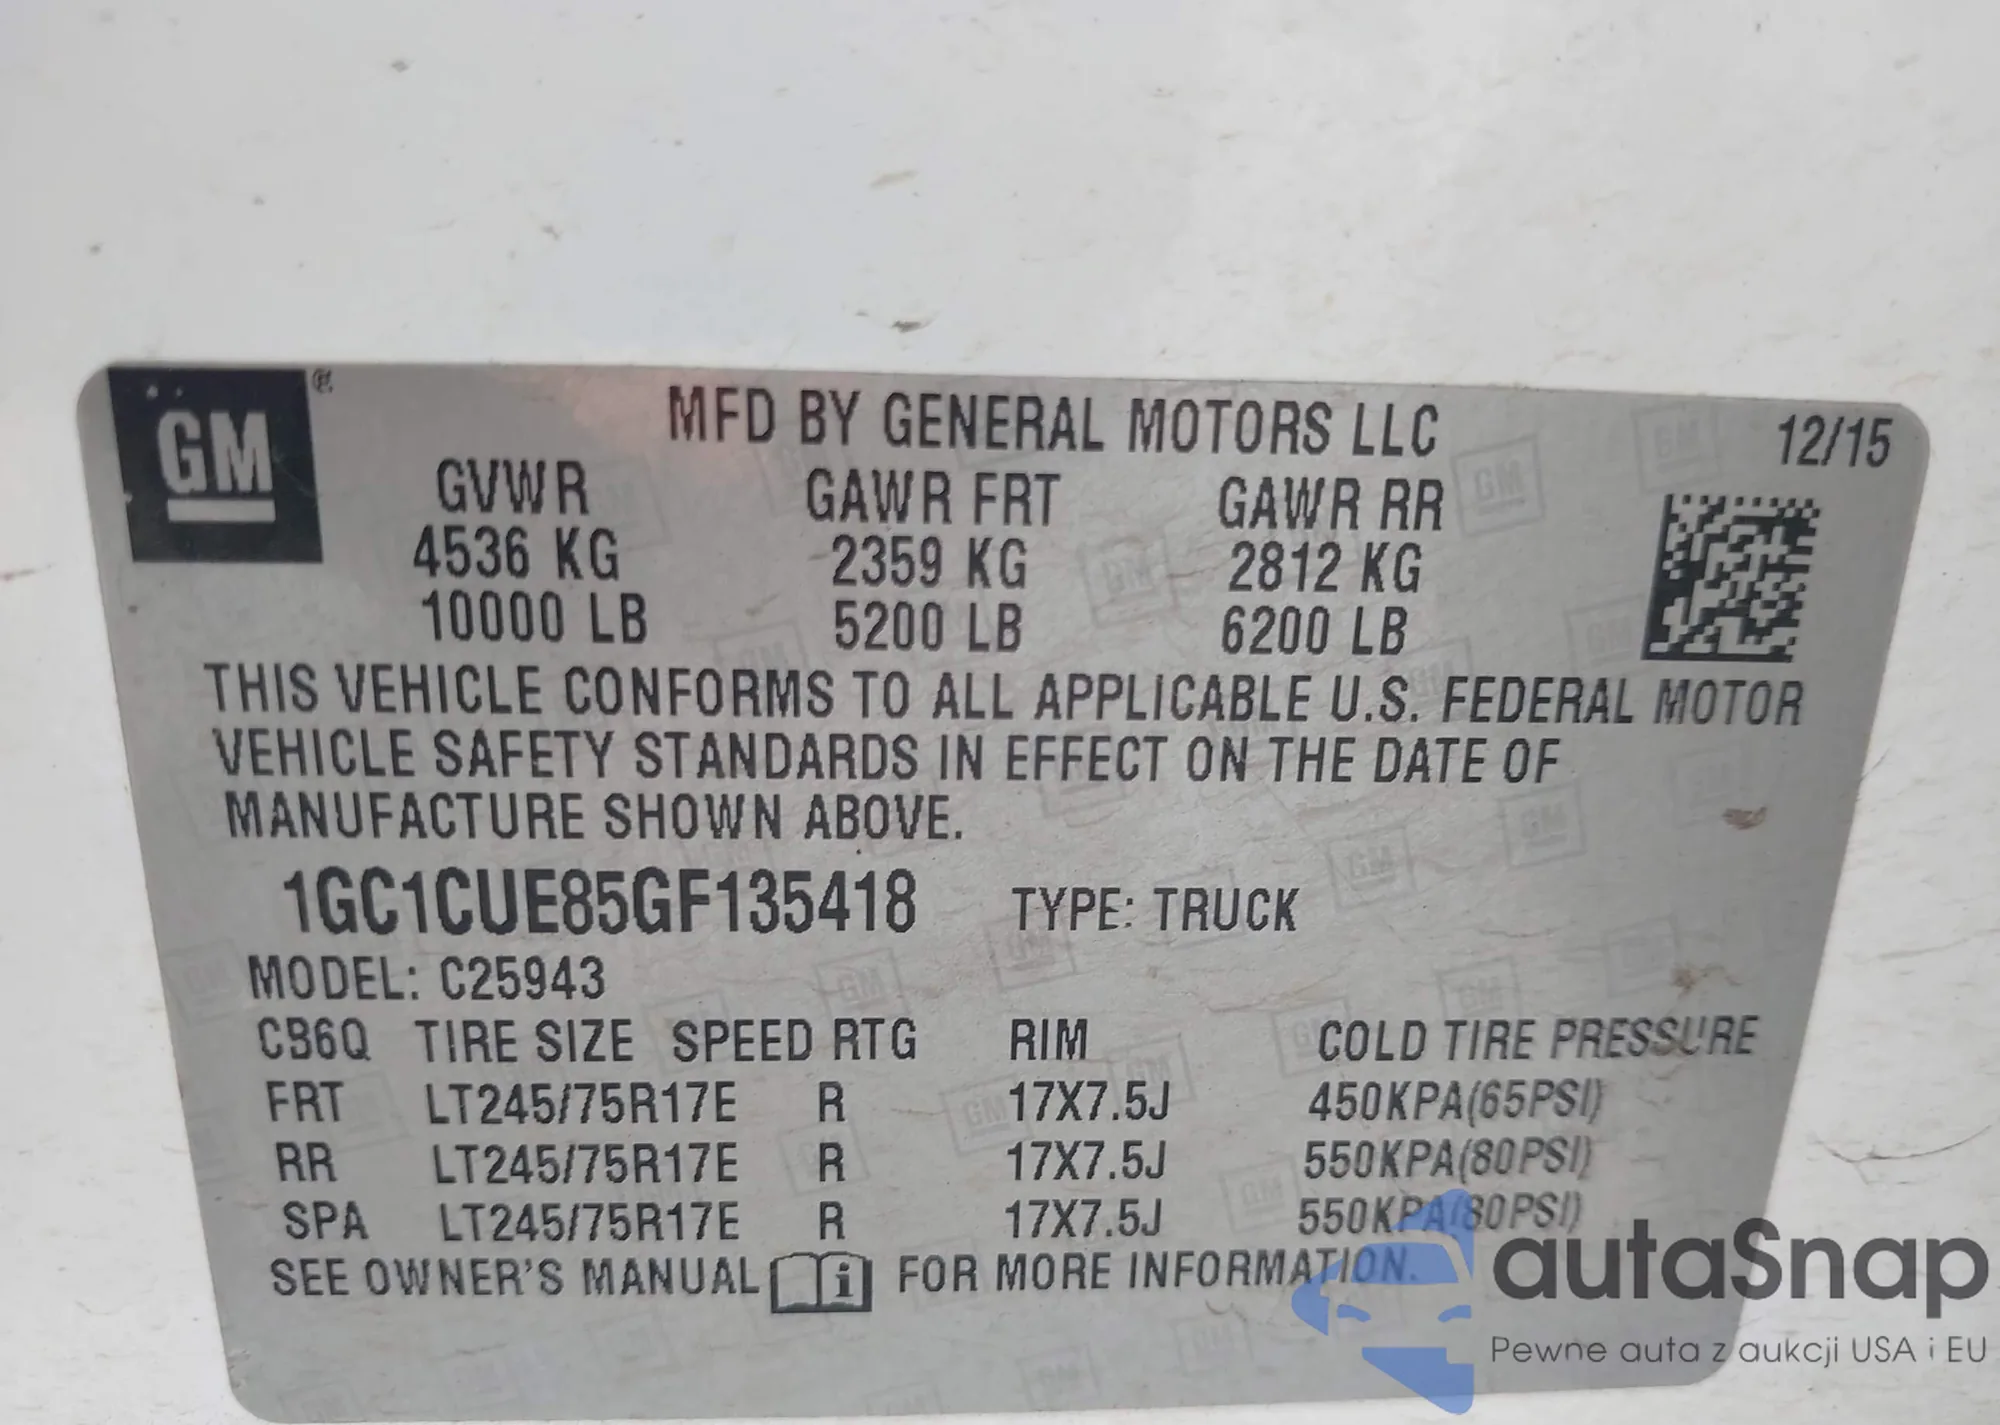 GM
MFD BY GENERAL MOTORS LLC 12/15
GVWR GAWR FRT GAWR RR
4536 KG 2359 KG 2812 KG
10000 LB 5200 LB 6200 LB
THIS VEHICLE CONFORMS TO ALL APPLICABLE U.S. FEDERAL MOTOR
VEHICLE SAFETY STANDARDS IN EFFECT ON THE DATE OF
MANUFACTURE SHOWN ABOVE.
1GC1CUE85GF135418 TYPE: TRUCK
MODEL: C25943
CB6Q TIRE SIZE SPEED RTG RIM COLD TIRE PRESSURE
FRT LT245/75R17E R 17X7.5J 450KPA(65PSI)
RR LT245/75R17E R 17X7.5J 550KPA(80PSI)
SPA LT245/75R17E R 17X7.5J 550KPA(80PSI)
SEE OWNER'S MANUAL i FOR MORE INFORMATION.
autaSnap
Pewne auta z aukcji USA i EU